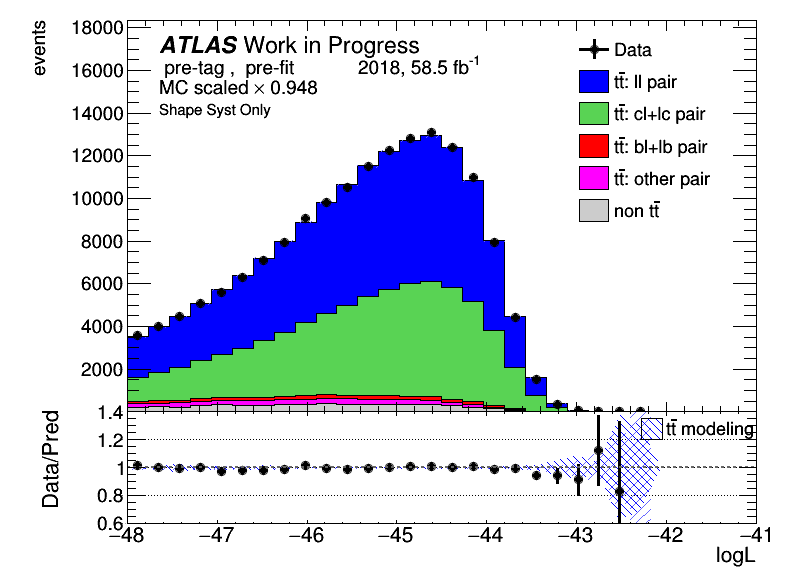 events
18000
16000
14000
12000
10000
8000
6000
4000
2000
ATLAS Work in Progress
pre-tag , pre-fit 2018, 58.5 fb⁻¹
MC scaled × 0.948
Shape Syst Only
Data
tt̄: ll pair
tt̄: cl+lc pair
tt̄: bl+lb pair
tt̄: other pair
non tt̄
Data/Pred
1.4
1.2
1
0.8
0.6
tt̄ modeling
−48 −47 −46 −45 −44 −43 −42 −41
logL